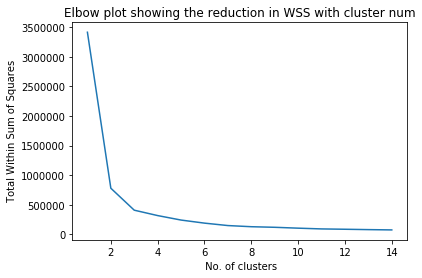 Elbow plot showing the reduction in WSS with cluster num
3500000
3000000
2500000
2000000
1500000
1000000
500000
0
Total Within Sum of Squares
2 4 6 8 10 12 14
No. of clusters